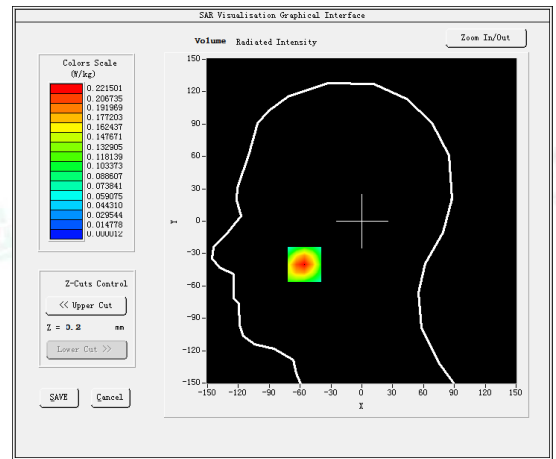 SAR Visualisation Graphical Interface
Volume Radiated Intensity
Zoom In/Out
Colors Scale
(W/kg)
0.221501
0.206735
0.191969
0.177203
0.162437
0.147671
0.132905
0.118139
0.103373
0.088607
0.073841
0.059075
0.044310
0.029544
0.014778
0.000012
Z-Cuts Control
<< Upper Cut
Z = 0.2 mm
Lower Cut >>
SAVE
Cancel
150
120
90
60
30
0
-30
-60
-90
-120
-150
Y
-150 -120 -90 -60 -30 0 30 60 90 120 150
X